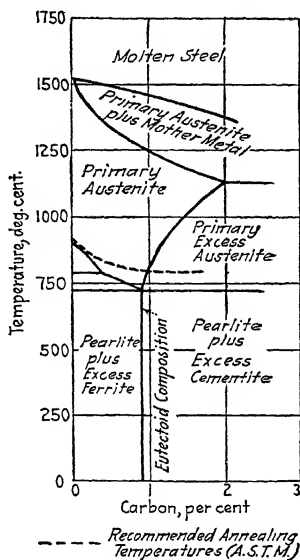 1750
Molten Steel
1500
Primary Austenite
plus Mother Metal
1250
Primary
Austenite
1000
Primary
Excess
Austenite
750
Pearlite
plus
Excess
Ferrite
Eutectoid Composition
Pearlite
plus
Excess
Cementite
500
250
0
Temperature, deg. cent.
0 1 2 3
Carbon, per cent
Recommended Annealing
Temperatures (A.S.T.M.)